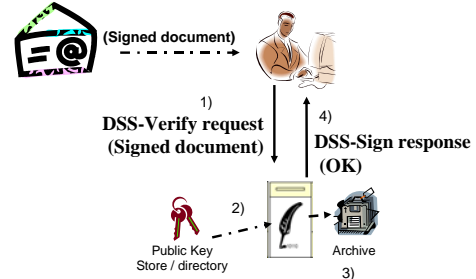 (Signed document)
1)
DSS-Verify request
(Signed document)
4)
DSS-Sign response
(OK)
2)
Public Key
Store / directory
Archive
3)